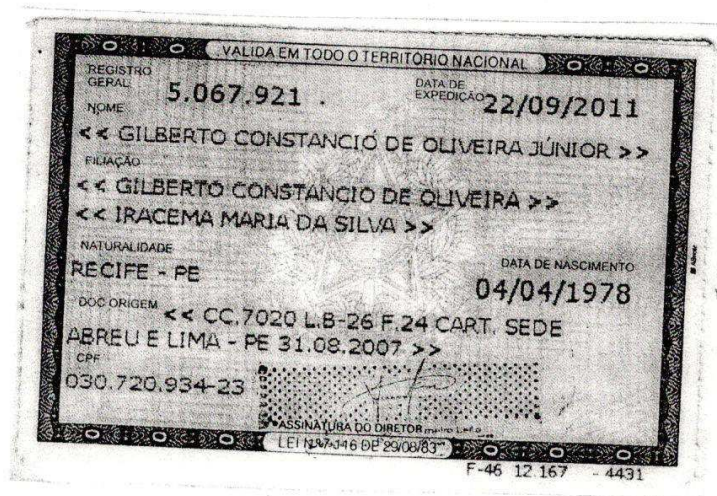 VALIDA EM TODO O TERRITÓRIO NACIONAL
REGISTRO GERAL 5.067.921 DATA DE EXPEDIÇÃO 22/09/2011
NOME
<< GILBERTO CONSTANCIO DE OLIVEIRA JÚNIOR >>
FILIAÇÃO
<< GILBERTO CONSTANCIO DE OLIVEIRA >>
<< IRACEMA MARIA DA SILVA >>
NATURALIDADE DATA DE NASCIMENTO
RECIFE - PE 04/04/1978
DOC ORIGEM << CC.7020 L.B-26 F.24 CART. SEDE
ABREU E LIMA - PE 31.08.2007 >>
CPF
030.720.934-23
ASSINATURA DO DIRETOR
LEI Nº 7.116 DE 29/08/83
F-46 12.167 - 4431